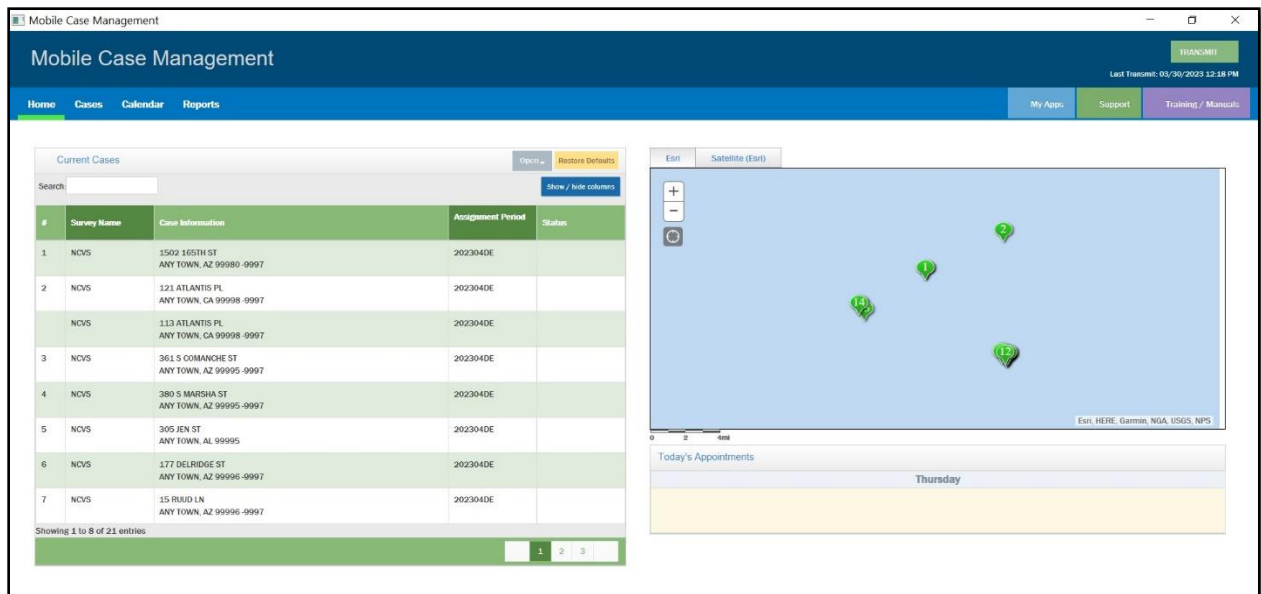 Mobile Case Management
Mobile Case Management
TRANSMIT
Last Transmit: 03/30/2023 12:18 PM
Home Cases Calendar Reports
My Apps Support Training / Manuals
Current Cases
Open Restore Defaults
Search:
Show / hide columns
# Survey Name Case Information Assignment Period Status
1 NCVS 1502 165TH ST 202304DE
ANY TOWN, AZ 99980-9997
2 NCVS 121 ATLANTIS PL 202304DE
ANY TOWN, CA 99998-9997
NCVS 113 ATLANTIS PL 202304DE
ANY TOWN, CA 99998-9997
3 NCVS 361 S COMANCHE ST 202304DE
ANY TOWN, AZ 99995-9997
4 NCVS 380 S MARSHA ST 202304DE
ANY TOWN, AZ 99995-9997
5 NCVS 305 JEN ST 202304DE
ANY TOWN, AL 99995
6 NCVS 177 DELRIDGE ST 202304DE
ANY TOWN, AZ 99996-9997
7 NCVS 15 RUUD LN 202304DE
ANY TOWN, AZ 99996-9997
Showing 1 to 8 of 21 entries
1 2 3
Esri Satellite (Esri)
+
−
2
1
14
12
Esri, HERE, Garmin, NGA, USGS, NPS
0 2 4mi
Today's Appointments
Thursday